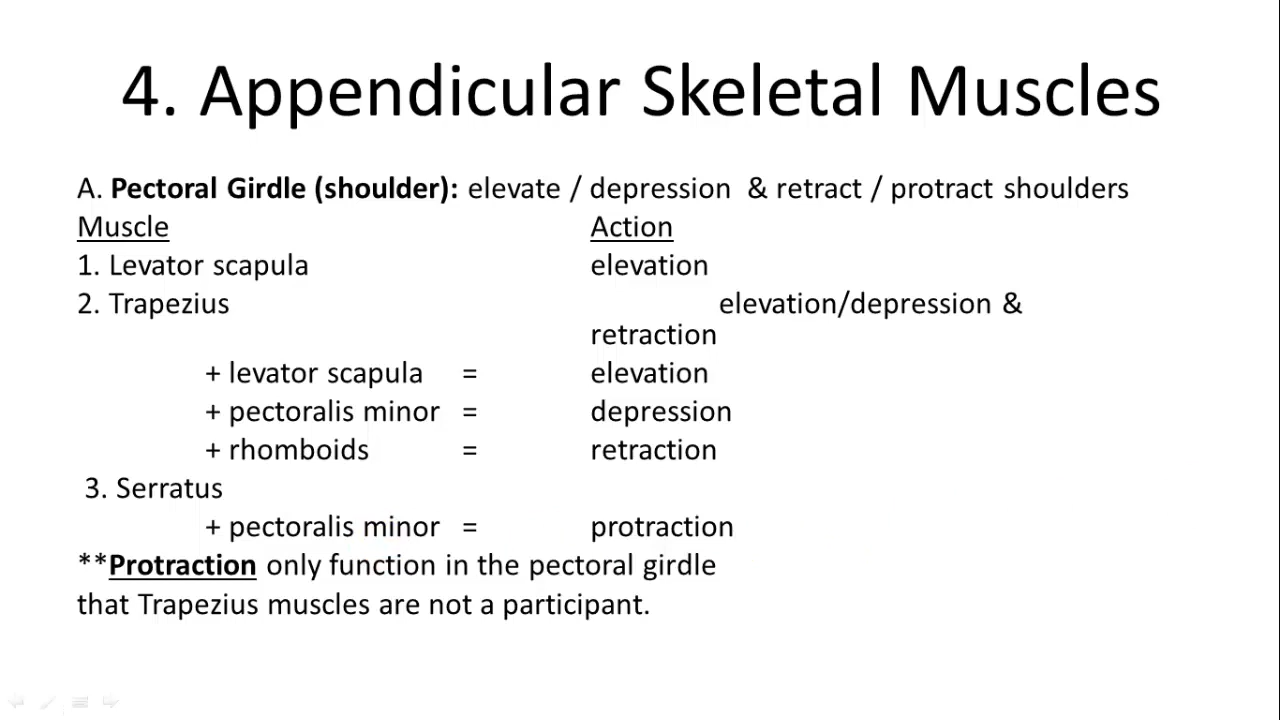 4. Appendicular Skeletal Muscles
A. Pectoral Girdle (shoulder): elevate / depression & retract / protract shoulders
Muscle Action
1. Levator scapula elevation
2. Trapezius elevation/depression &
retraction
+ levator scapula = elevation
+ pectoralis minor = depression
+ rhomboids = retraction
3. Serratus
+ pectoralis minor = protraction
**Protraction only function in the pectoral girdle
that Trapezius muscles are not a participant.